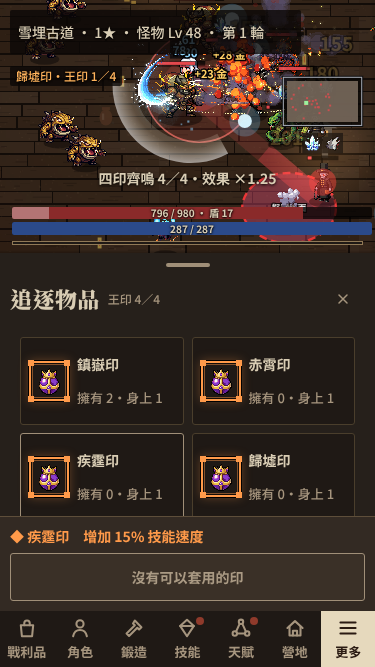 雪埋古道 · 1★ · 怪物 Lv 48 · 第 1 輪
155
+28 金
歸墟印·王印 1／4
+23 金
180
四印齊鳴 4／4·效果 ×1.25
796 / 980 · 盾 17
287 / 287
追逐物品 王印 4／4
鎮嶽印
擁有 2·身上 1
赤霄印
擁有 0·身上 1
疾霆印
擁有 0·身上 1
歸墟印
擁有 0·身上 1
◆ 疾霆印 增加 15% 技能速度
沒有可以套用的印
戰利品 角色 鍛造 技能 天賦 營地 更多